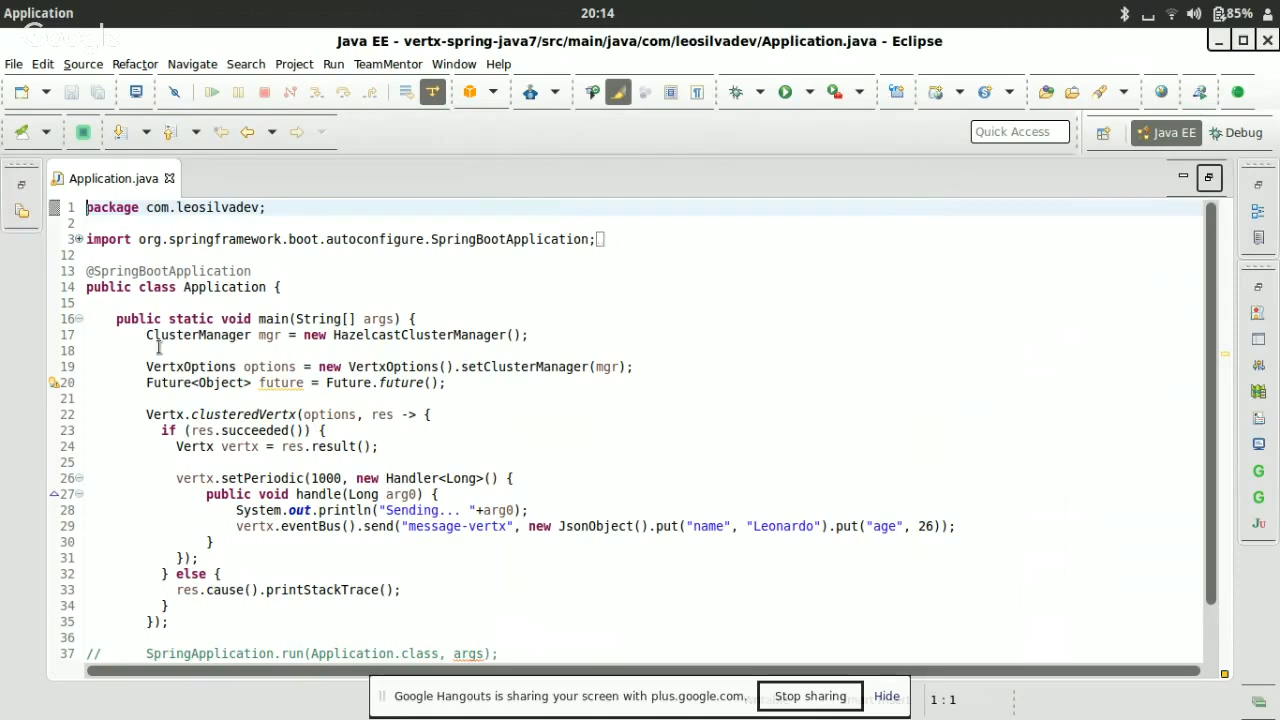 Application
20:14
85%
Google
Java EE - vertx-spring-java7/src/main/java/com/leosilvadev/Application.java - Eclipse
File Edit Source Refactor Navigate Search Project Run TeamMentor Window Help
Quick Access
Java EE
Debug
Application.java
1 package com.leosilvadev;
2
3 import org.springframework.boot.autoconfigure.SpringBootApplication;
12
13 @SpringBootApplication
14 public class Application {
15
16 public static void main(String[] args) {
17 ClusterManager mgr = new HazelcastClusterManager();
18
19 VertxOptions options = new VertxOptions().setClusterManager(mgr);
20 Future<Object> future = Future.future();
21
22 Vertx.clusteredVertx(options, res -> {
23 if (res.succeeded()) {
24 Vertx vertx = res.result();
25
26 vertx.setPeriodic(1000, new Handler<Long>() {
27 public void handle(Long arg0) {
28 System.out.println("Sending... "+arg0);
29 vertx.eventBus().send("message-vertx", new JsonObject().put("name", "Leonardo").put("age", 26));
30 }
31 });
32 } else {
33 res.cause().printStackTrace();
34 }
35 });
36
37 // SpringApplication.run(Application.class, args);
G
G
Ju
Google Hangouts is sharing your screen with plus.google.com.
Stop sharing
Hide
1 : 1